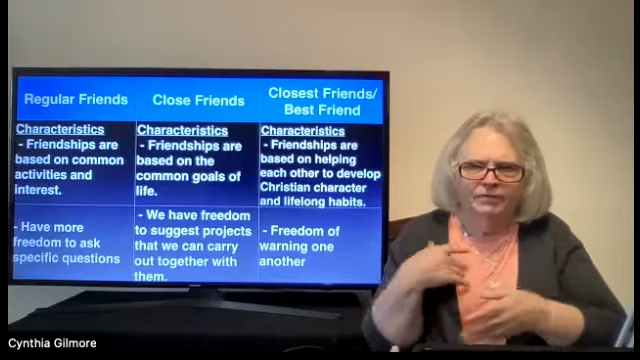 Regular Friends
Close Friends
Closest Friends/
Best Friend
Characteristics
- Friendships are
based on common
activities and
interest.
Characteristics
- Friendships are
based on the
common goals of
life.
Characteristics
- Friendships are
based on helping
each other to develop
Christian character
and lifelong habits.
- Have more
freedom to ask
specific questions
- We have freedom
to suggest projects
that we can carry
out together with
them.
- Freedom of
warning one
another
Cynthia Gilmore